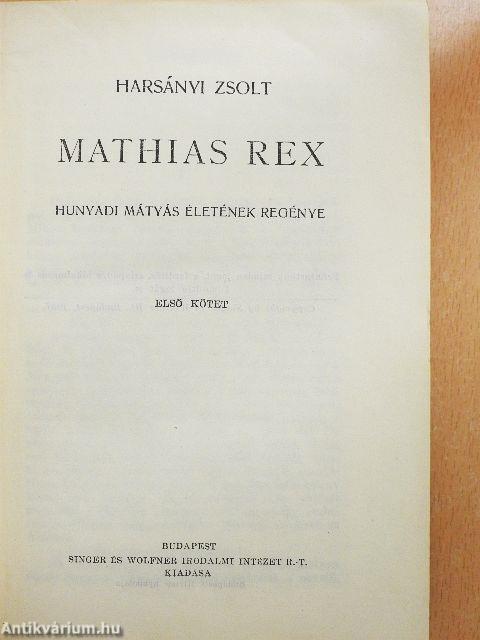 HARSÁNYI ZSOLT
MATHIAS REX
HUNYADI MÁTYÁS ÉLETÉNEK REGÉNYE
ELSŐ KÖTET
BUDAPEST
SINGER ÉS WOLFNER IRODALMI INTÉZET R.-T.
KIADÁSA
Antikvárium.hu